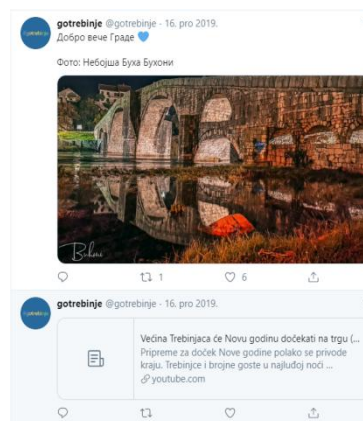 gotrebinje @gotrebinje · 16. pro 2019.
Добро вече Граде 💙
Фото: Небојша Буха Бухони
Buhoni
1
6
gotrebinje @gotrebinje · 16. pro 2019.
Većina Trebinjaca će Novu godinu dočekati na trgu (...
Pripreme za doček Nove godine polako se privode
kraju. Trebinjce i brojne goste u najluđoj noći ...
youtube.com